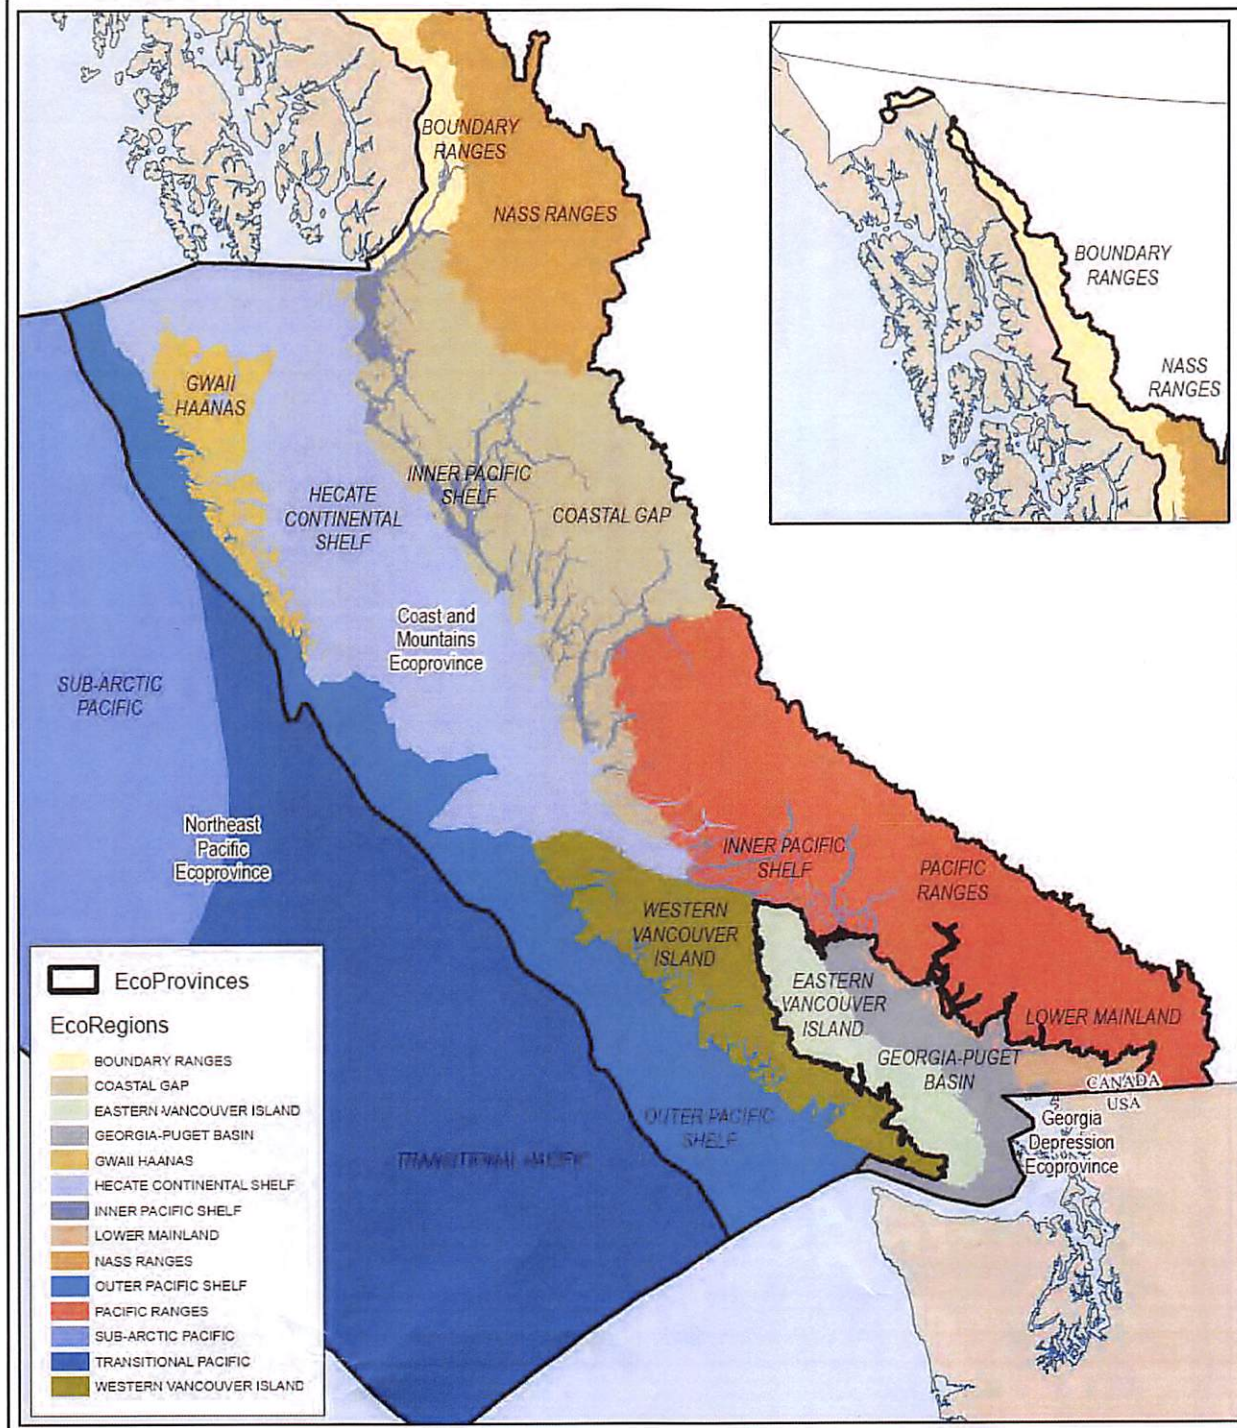 BOUNDARY
RANGES
NASS RANGES
BOUNDARY
RANGES
NASS
RANGES
GWAII
HAANAS
HECATE
CONTINENTAL
SHELF
INNER PACIFIC
SHELF
COASTAL GAP
Coast and
Mountains
Ecoprovince
SUB-ARCTIC
PACIFIC
Northeast
Pacific
Ecoprovince
INNER PACIFIC
SHELF
PACIFIC
RANGES
WESTERN
VANCOUVER
ISLAND
EASTERN
VANCOUVER
ISLAND
LOWER MAINLAND
GEORGIA-PUGET
BASIN
CANADA
USA
Georgia
Depression
Ecoprovince
OUTER PACIFIC
SHELF
TRANSITIONAL PACIFIC
EcoProvinces
EcoRegions
BOUNDARY RANGES
COASTAL GAP
EASTERN VANCOUVER ISLAND
GEORGIA-PUGET BASIN
GWAII HAANAS
HECATE CONTINENTAL SHELF
INNER PACIFIC SHELF
LOWER MAINLAND
NASS RANGES
OUTER PACIFIC SHELF
PACIFIC RANGES
SUB-ARCTIC PACIFIC
TRANSITIONAL PACIFIC
WESTERN VANCOUVER ISLAND